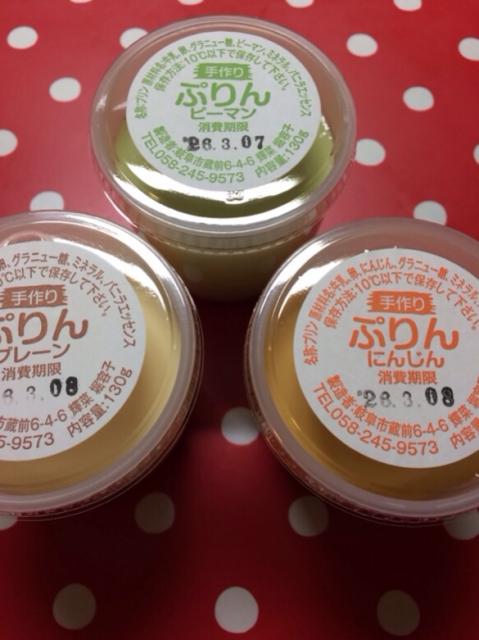 名称:プリン 原材料名:牛乳、卵、グラニュー糖、ピーマン、ミネラル、バニラエッセンス
保存方法:10℃以下で保存して下さい。
手作り
ぷりん
ピーマン
消費期限
26.3.07
製造者:岐阜市蔵前6-4-6
TEL058-245-9573
内容量:130g
卵、グラニュー糖、ミネラル、バニラエッセンス
10℃以下で保存して下さい。
手作り
ぷりん
プレーン
消費期限
6.3.08
市蔵前6-4-6
-245-9573
内容量:130g
名称:プリン 原材料名:牛乳、卵、にんじん、グラニュー糖、ミネラル、
保存方法:10℃以下で保存して下さい。
手作り
ぷりん
にんじん
消費期限
26.3.08
製造者:岐阜市蔵前6-4-6
TEL058-245-9573
内容量